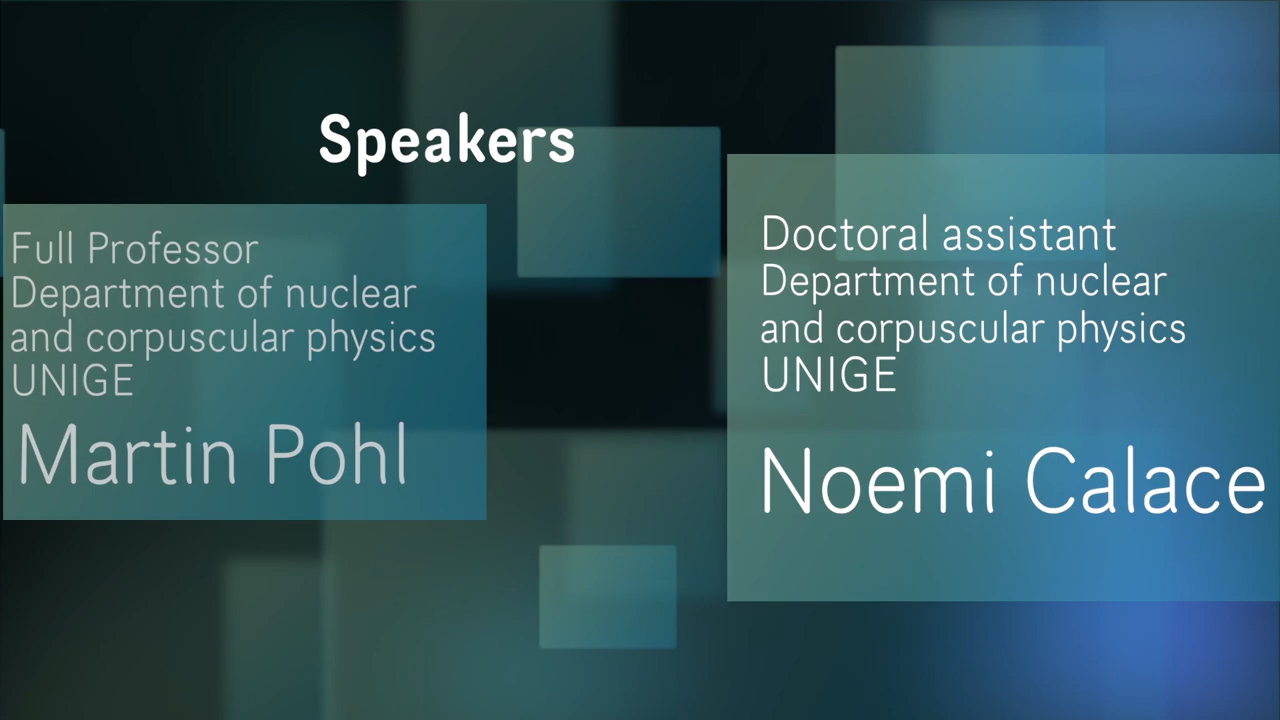 Speakers
Full Professor
Department of nuclear
and corpuscular physics
UNIGE
Martin Pohl
Doctoral assistant
Department of nuclear
and corpuscular physics
UNIGE
Noemi Calace